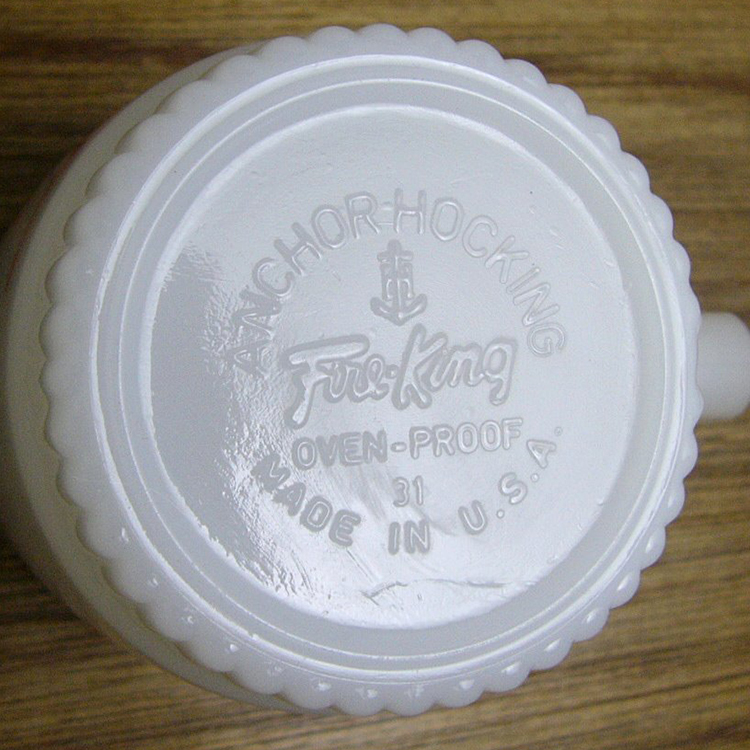 ANCHOR HOCKING
Fire-King
OVEN-PROOF
31
MADE IN U.S.A.